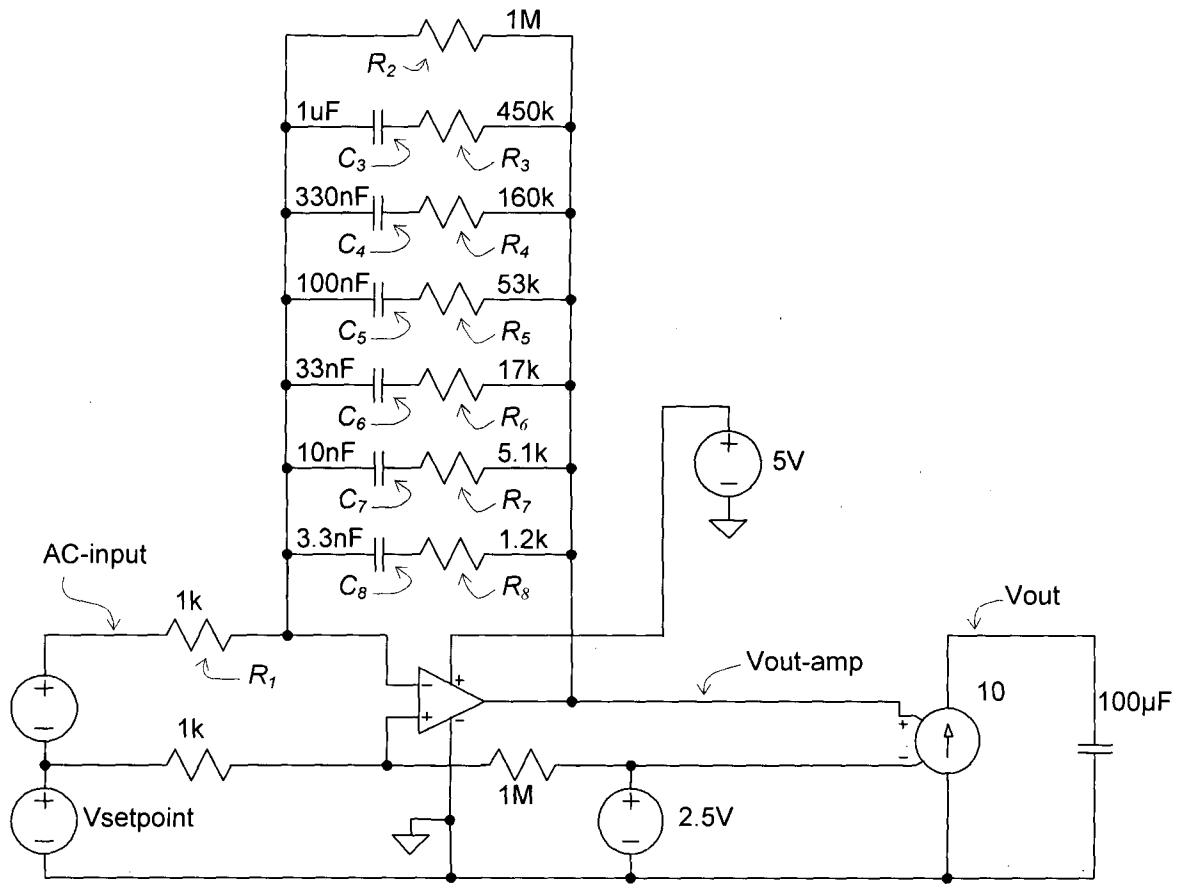 1M
R2
1uF
450k
C3
R3
330nF
160k
C4
R4
100nF
53k
C5
R5
33nF
17k
C6
R6
10nF
5.1k
C7
R7
3.3nF
1.2k
C8
R8
5V
AC-input
1k
R1
Vout
Vout-amp
10
100µF
1k
1M
Vsetpoint
2.5V